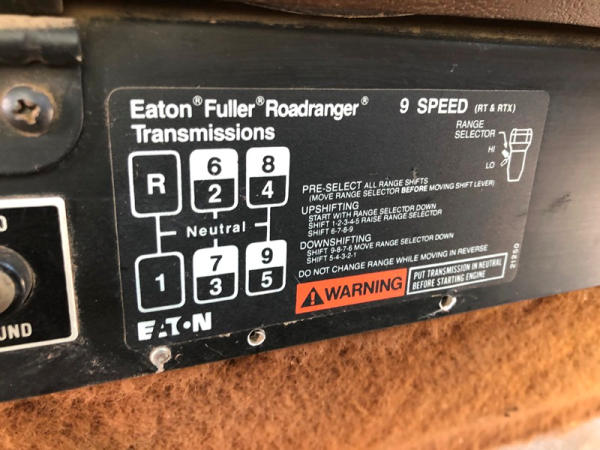 Eaton® Fuller® Roadranger® 9 SPEED (RT & RTX)
Transmissions
RANGE
SELECTOR
HI
LO
R 6 8
2 4
Neutral
1 7 9
3 5
PRE-SELECT ALL RANGE SHIFTS
(MOVE RANGE SELECTOR BEFORE MOVING SHIFT LEVER)
UPSHIFTING
START WITH RANGE SELECTOR DOWN
SHIFT 1-2-3-4-5 RAISE RANGE SELECTOR
SHIFT 6-7-8-9
DOWNSHIFTING
SHIFT 9-8-7-6 MOVE RANGE SELECTOR DOWN
SHIFT 5-4-3-2-1
DO NOT CHANGE RANGE WHILE MOVING IN REVERSE
WARNING
PUT TRANSMISSION IN NEUTRAL
BEFORE STARTING ENGINE
21250
EATON
UND